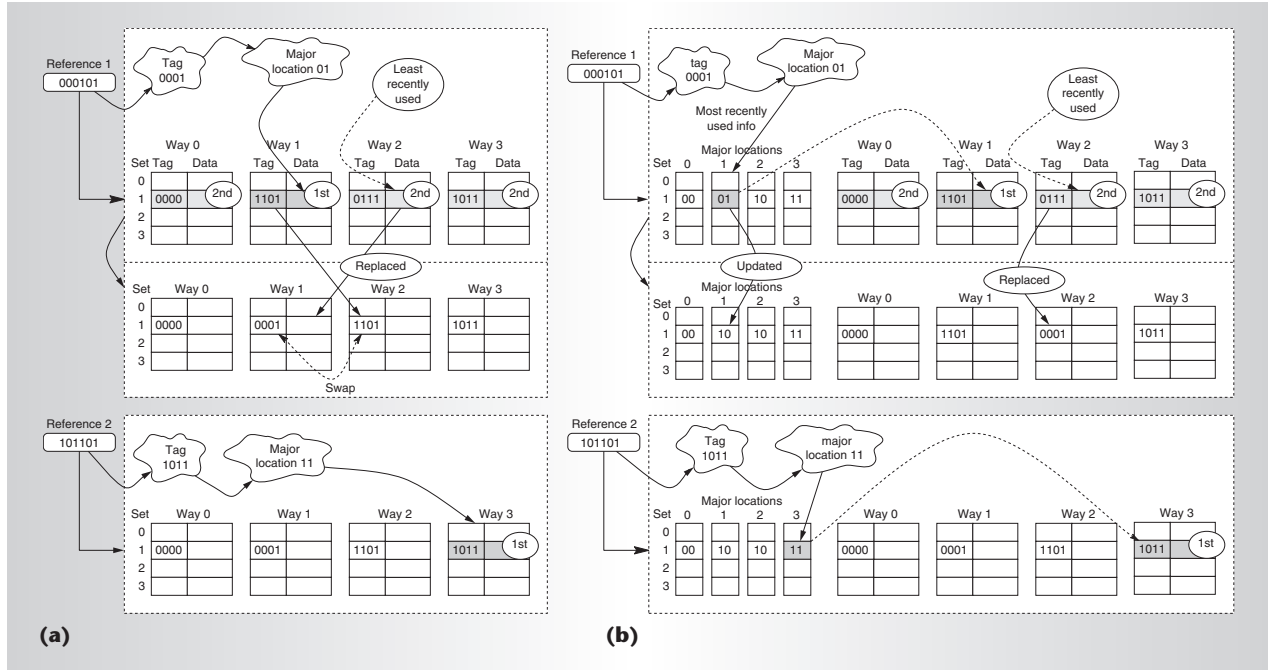 Reference 1
000101
Tag
0001
Major
location 01
Least
recently
used
Way 0 Way 1 Way 2 Way 3
Set Tag Data Tag Data Tag Data Tag Data
0
1 0000 2nd 1101 1st 0111 2nd 1011 2nd
2
3
Replaced
Set Way 0 Way 1 Way 2 Way 3
0
1 0000 0001 1101 1011
2
3
Swap
Reference 2
101101
Tag
1011
Major
location 11
Set Way 0 Way 1 Way 2 Way 3
0
1 0000 0001 1101 1011 1st
2
3
(a)
Reference 1
000101
tag
0001
Major
location 01
Least
recently
used
Most recently
used info
Major locations
Way 0 Way 1 Way 2 Way 3
Set 0 1 2 3 Tag Data Tag Data Tag Data Tag Data
0
1 00 01 10 11 0000 2nd 1101 1st 0111 2nd 1011 2nd
2
3
Updated
Replaced
Major locations
Set 0 1 2 3 Way 0 Way 1 Way 2 Way 3
0
1 00 10 10 11 0000 1101 0001 1011
2
3
Reference 2
101101
Tag
1011
major
location 11
Major locations
Set 0 1 2 3 Way 0 Way 1 Way 2 Way 3
0
1 00 10 10 11 0000 0001 1101 1011 1st
2
3
(b)